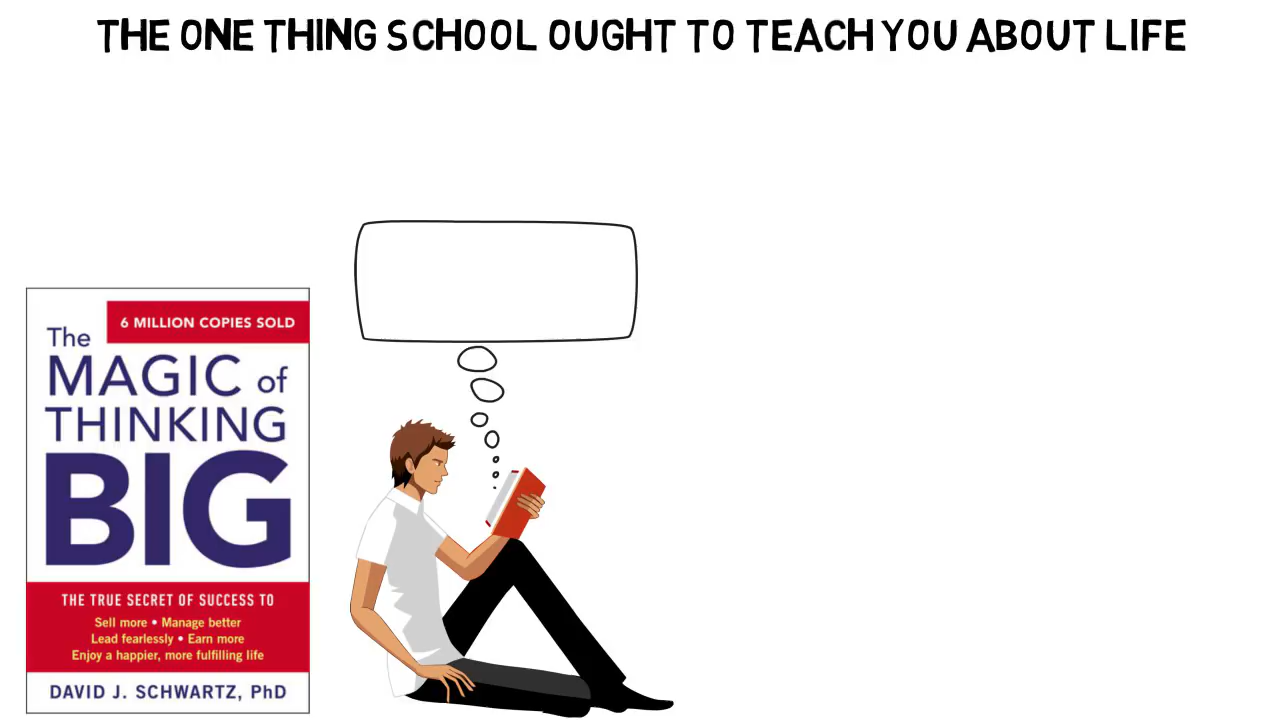 THE ONE THING SCHOOL OUGHT TO TEACH YOU ABOUT LIFE
6 MILLION COPIES SOLD
The
MAGIC of
THINKING
BIG
THE TRUE SECRET OF SUCCESS TO
Sell more • Manage better
Lead fearlessly • Earn more
Enjoy a happier, more fulfilling life
DAVID J. SCHWARTZ, PhD